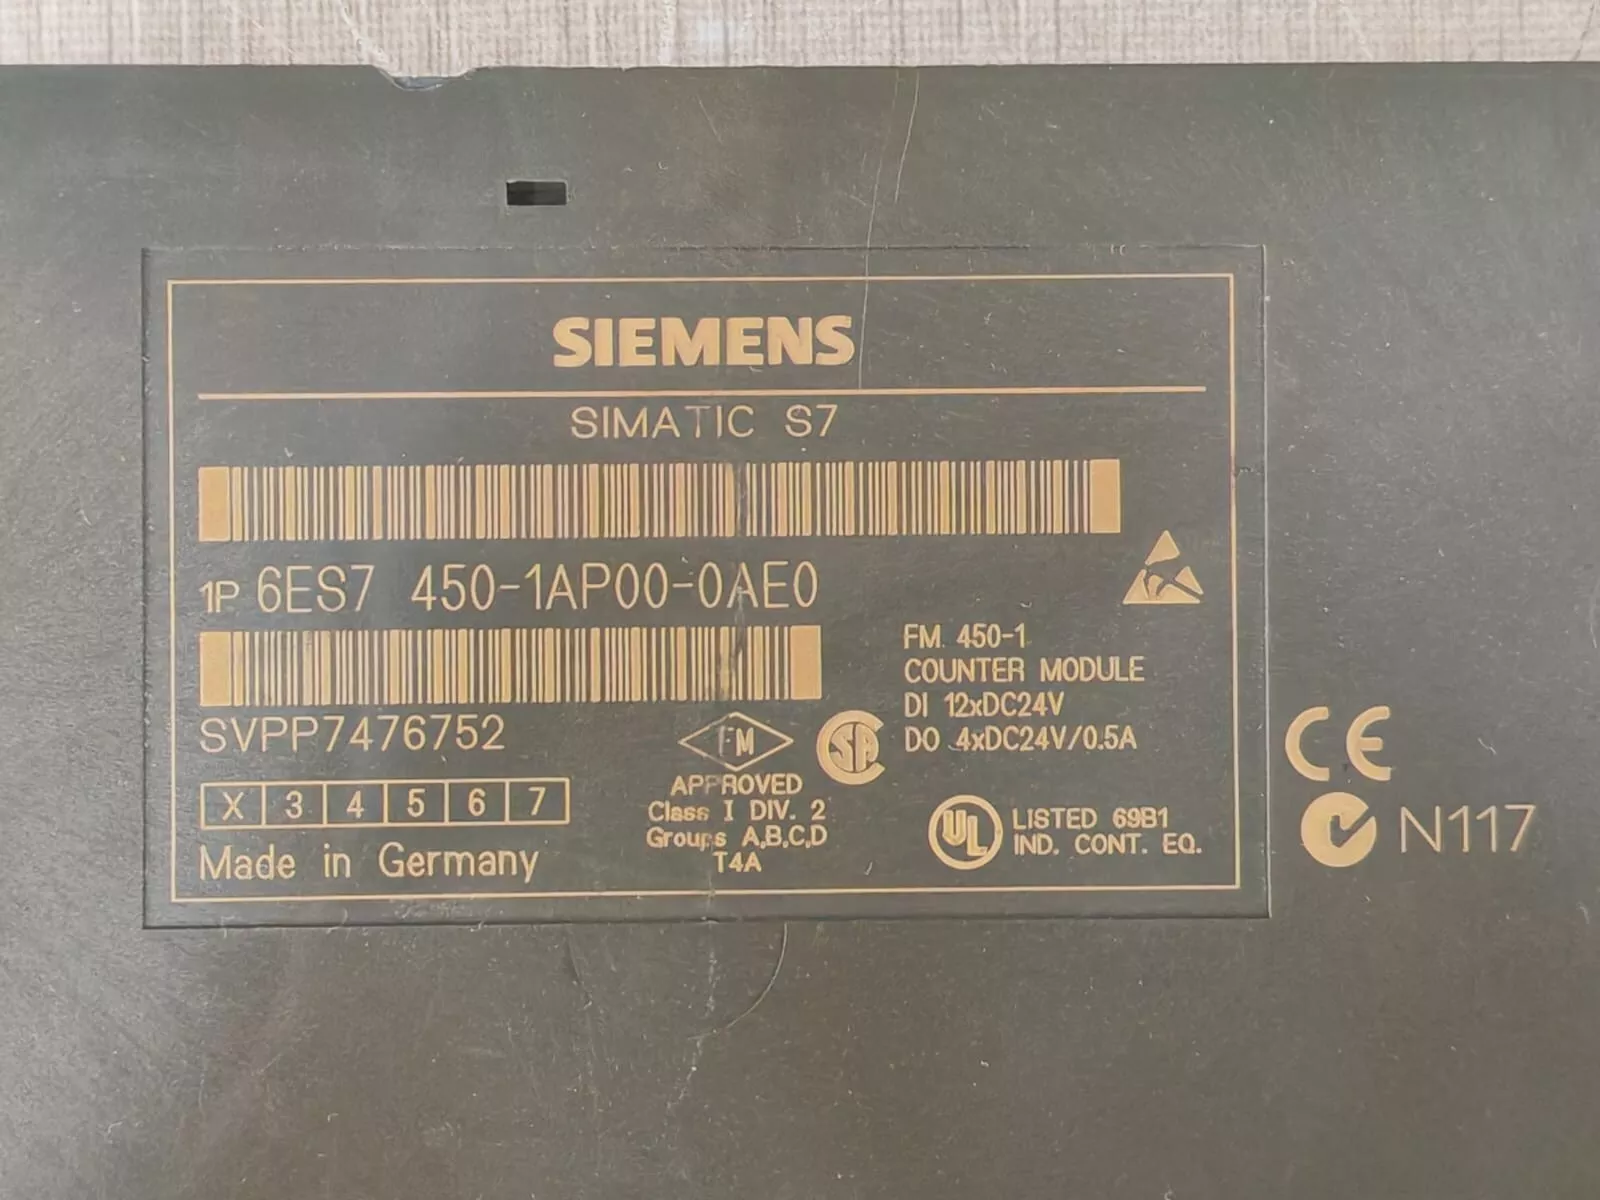 SIEMENS
SIMATIC S7
1P 6ES7 450-1AP00-0AE0
SVPP7476752
X 3 4 5 6 7
Made in Germany
FM
APPROVED
Class I DIV. 2
Groups A,B,C,D
T4A
SA
FM 450-1
COUNTER MODULE
DI 12xDC24V
DO 4xDC24V/0.5A
UL
LISTED 69B1
IND. CONT. EQ.
CE
N117